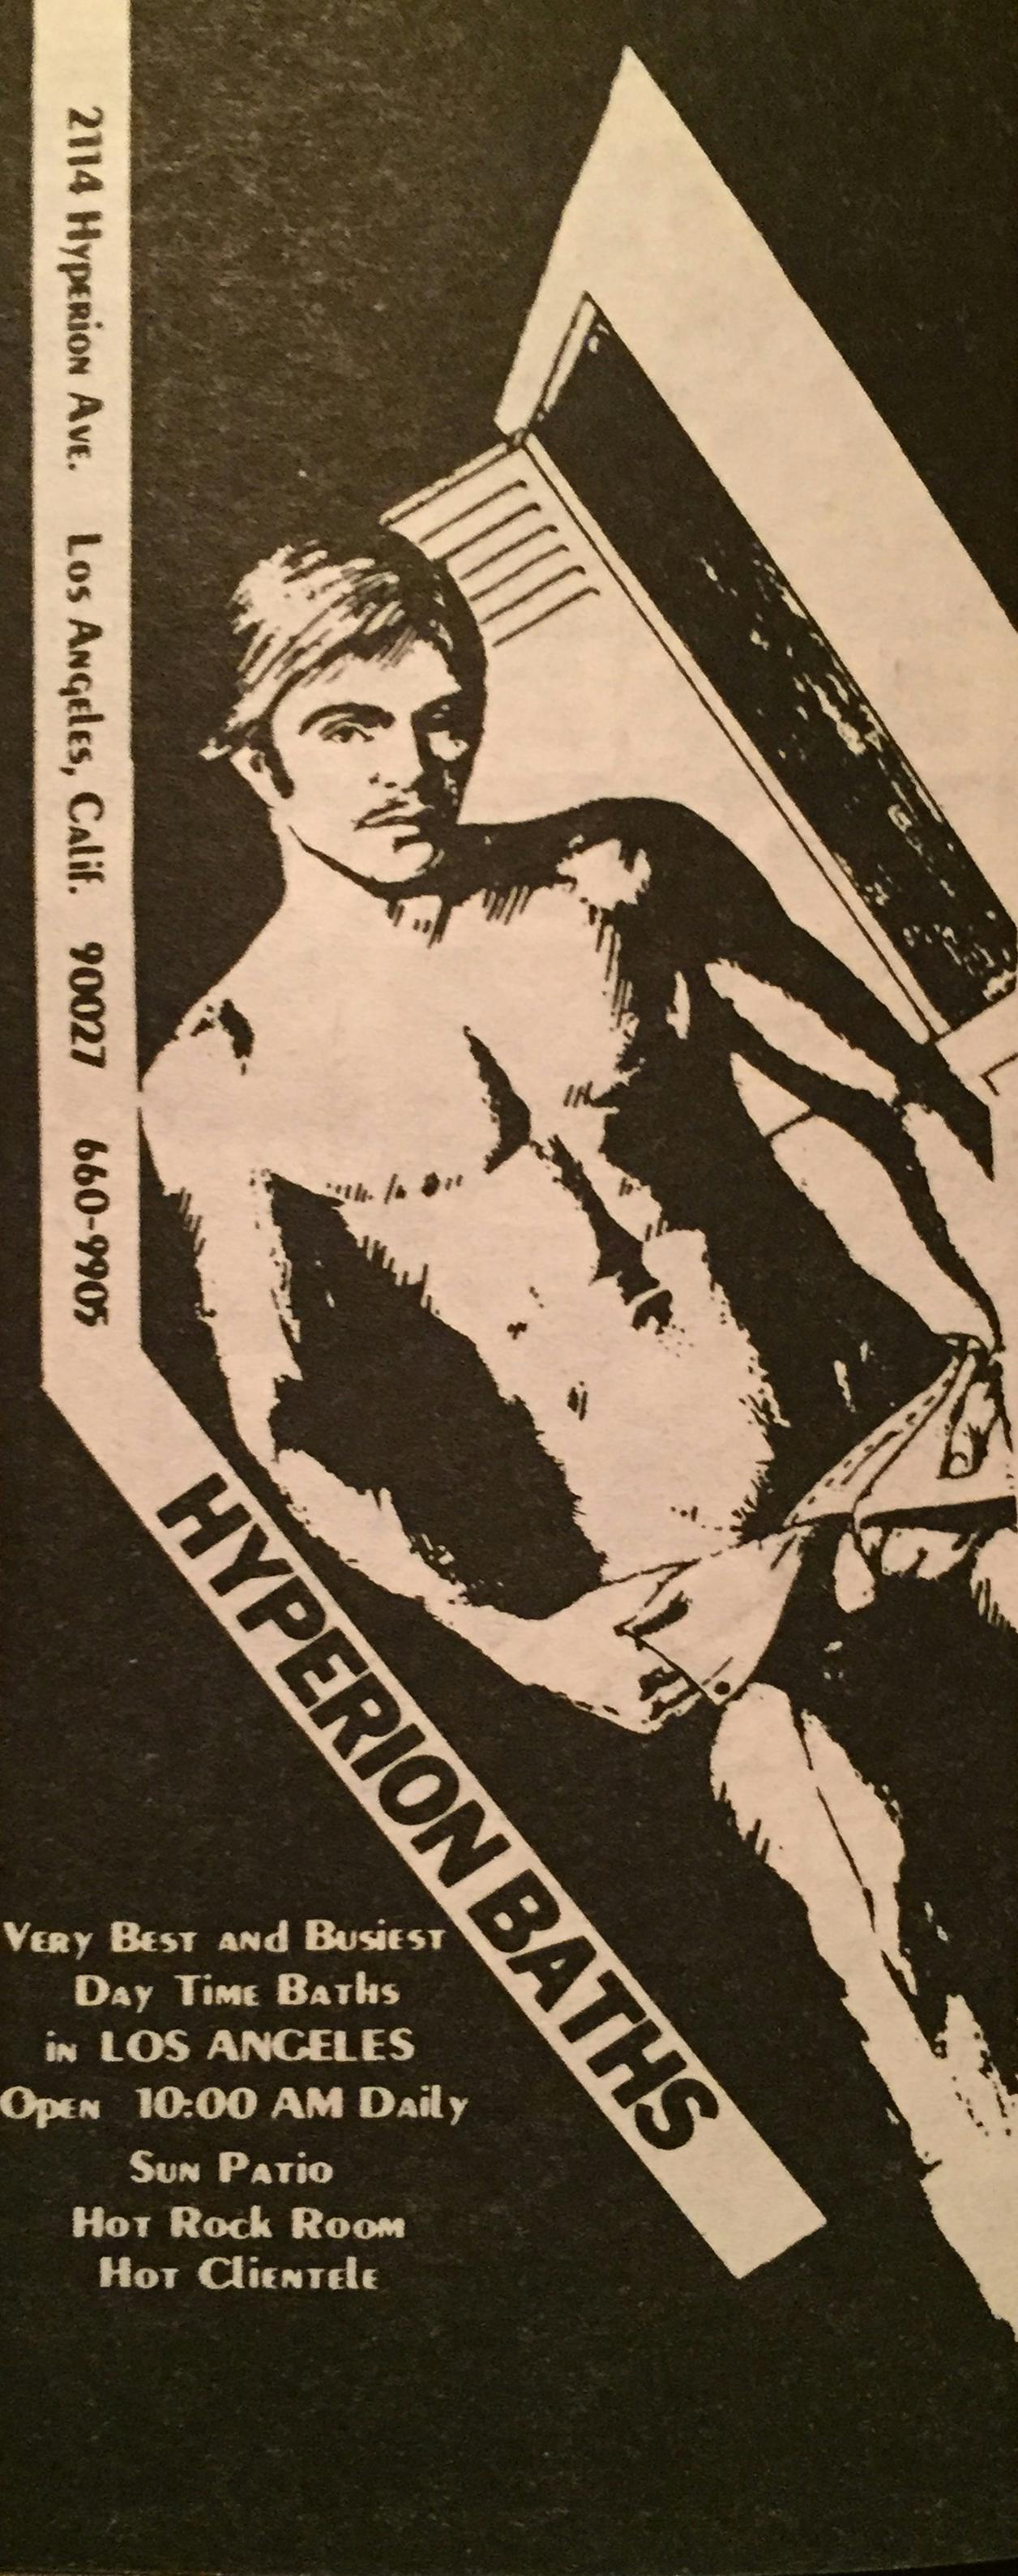 2114 Hyperion Ave. Los Angeles, Calif. 90027 660-9905
HYPERION BATHS
Very Best and Busiest
Day Time Baths
in LOS ANGELES
Open 10:00 AM Daily
Sun Patio
Hot Rock Room
Hot Clientele